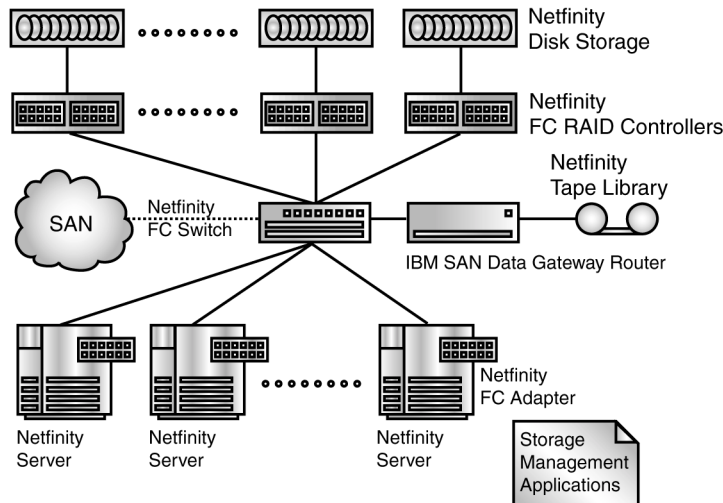 Netfinity
Disk Storage
Netfinity
FC RAID Controllers
Netfinity
Tape Library
SAN
Netfinity
FC Switch
IBM SAN Data Gateway Router
Netfinity
FC Adapter
Netfinity
Server
Netfinity
Server
Netfinity
Server
Storage
Management
Applications